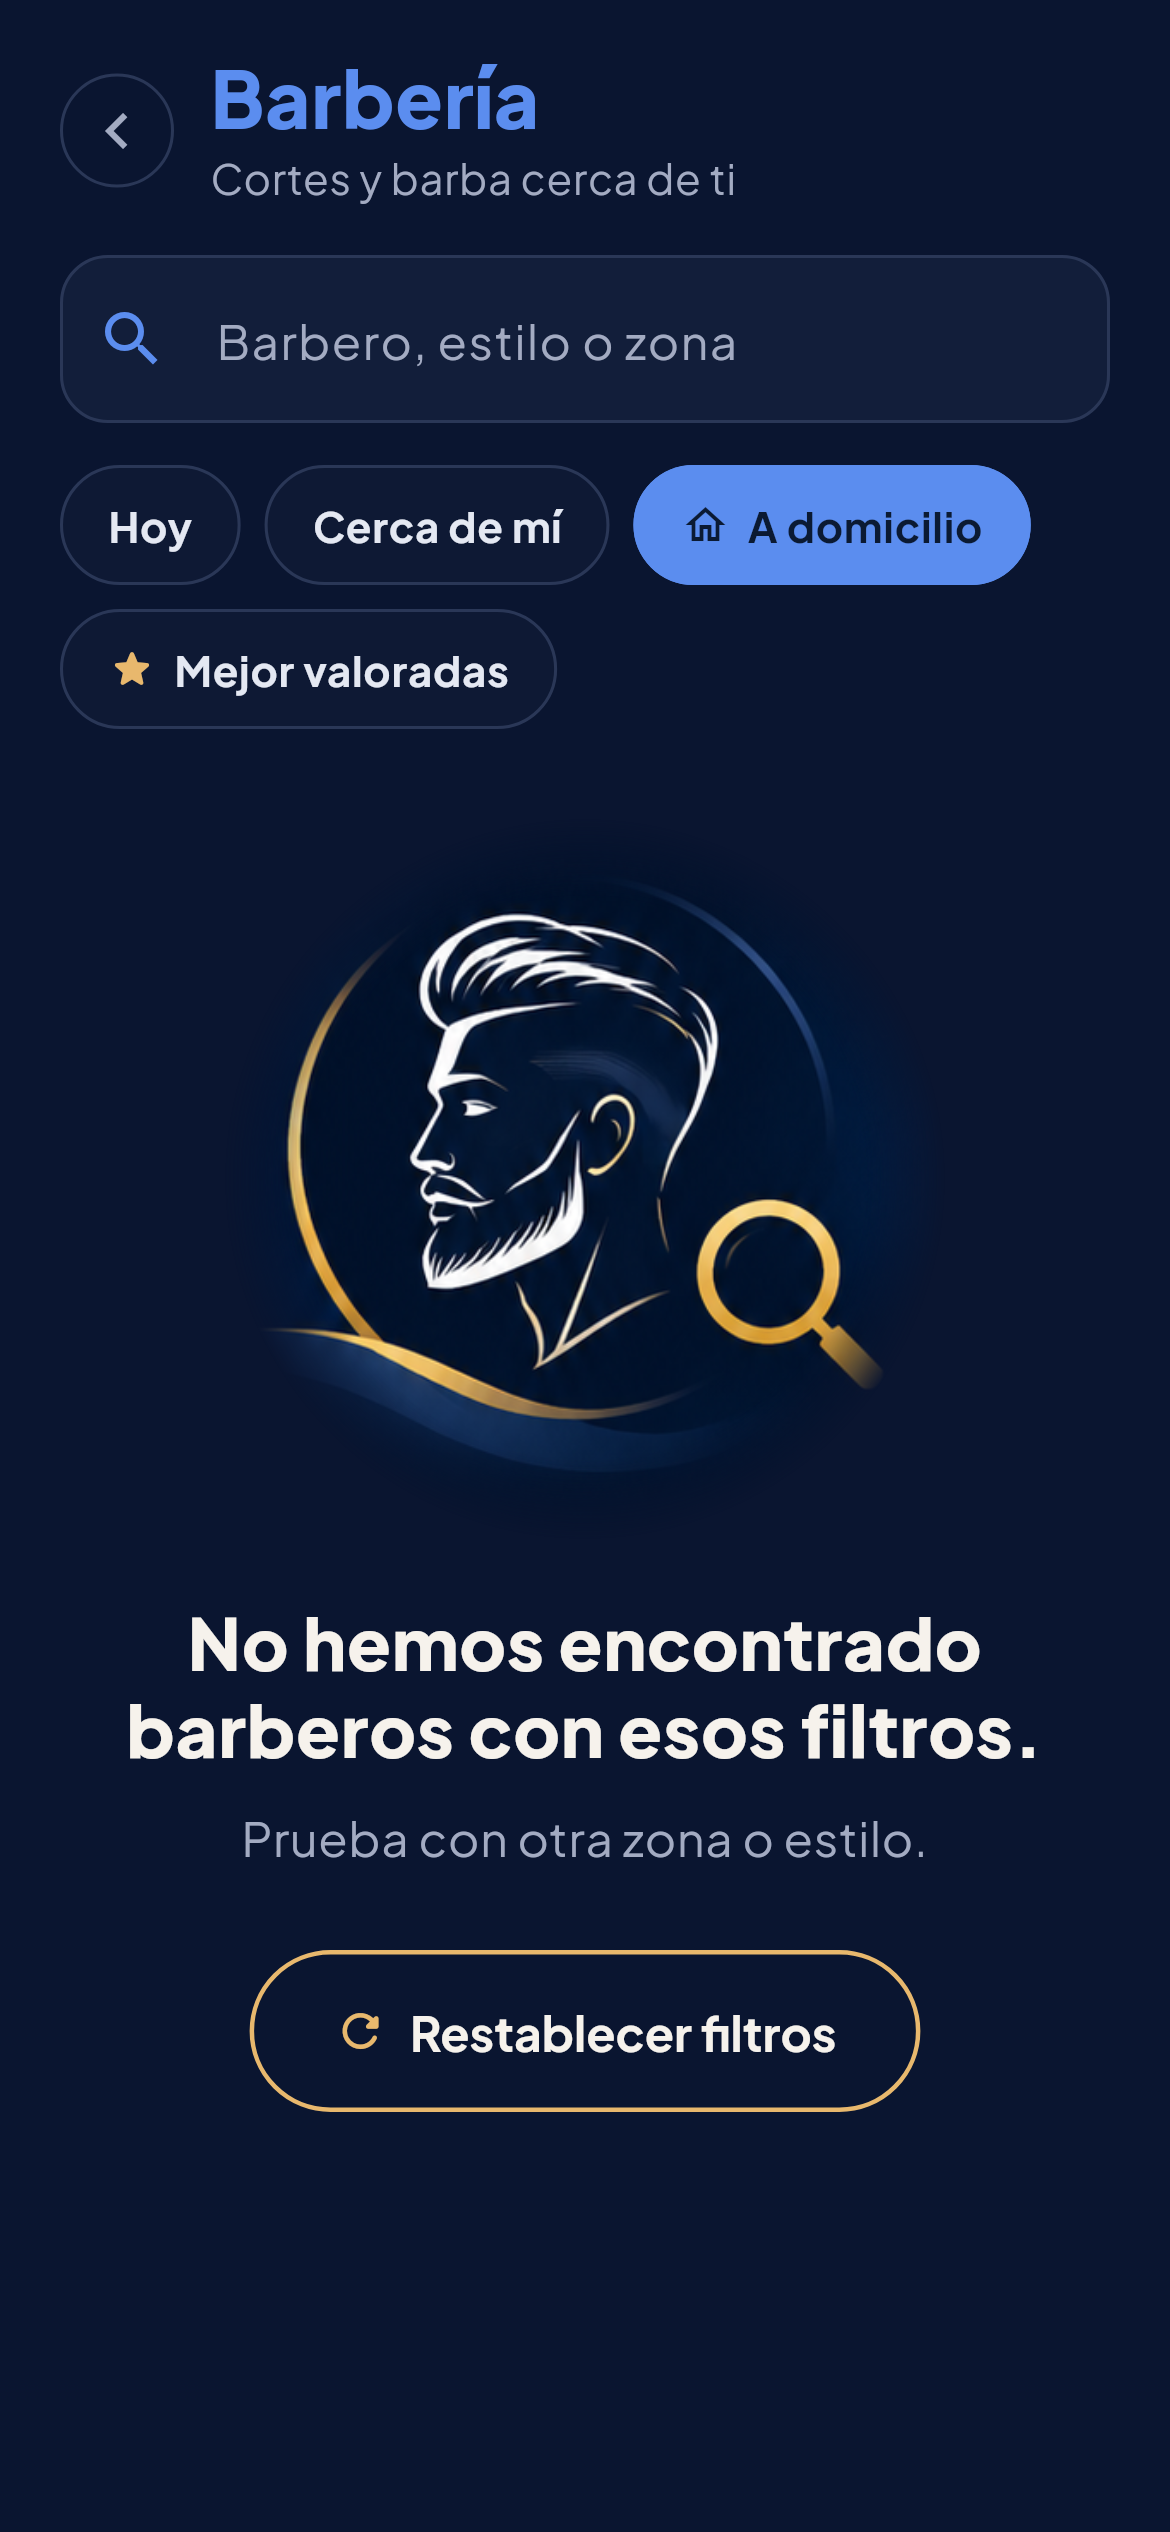 Barbería
Cortes y barba cerca de ti
Barbero, estilo o zona
Hoy
Cerca de mí
A domicilio
Mejor valoradas
No hemos encontrado
barberos con esos filtros.
Prueba con otra zona o estilo.
Restablecer filtros